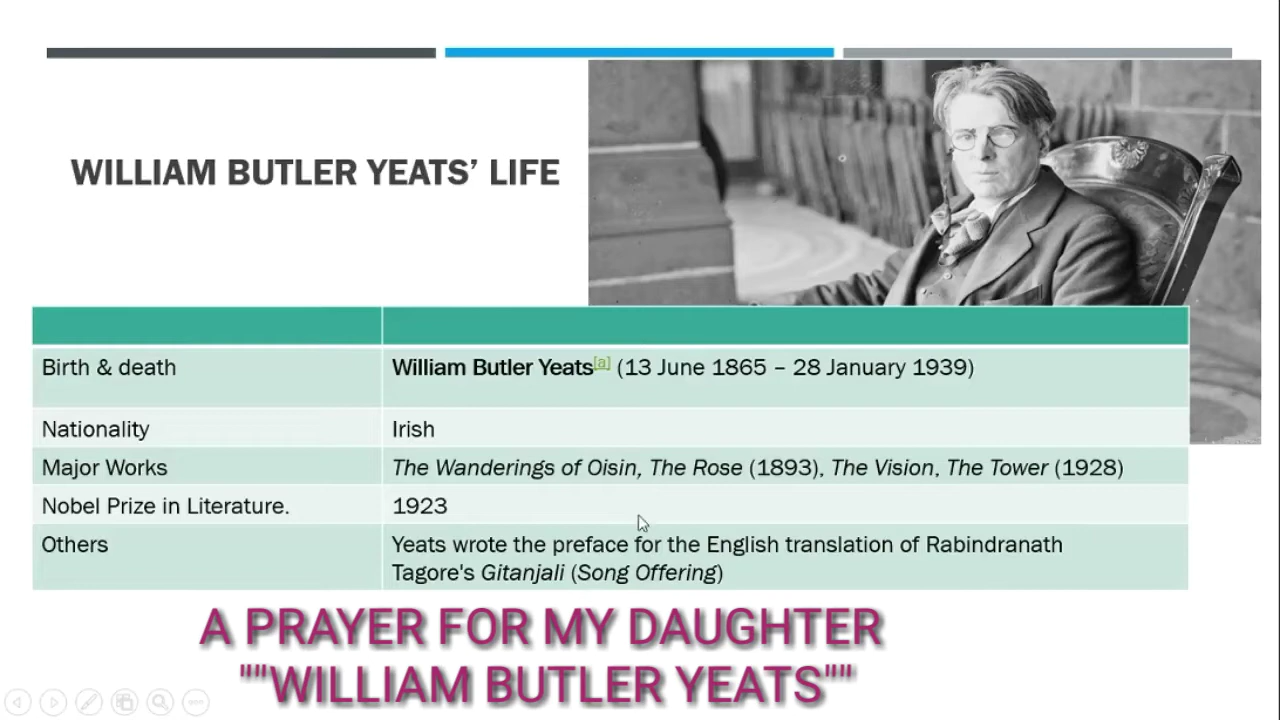 WILLIAM BUTLER YEATS’ LIFE
Birth & death
William Butler Yeats[a] (13 June 1865 – 28 January 1939)
Nationality
Irish
Major Works
The Wanderings of Oisin, The Rose (1893), The Vision, The Tower (1928)
Nobel Prize in Literature.
1923
Others
Yeats wrote the preface for the English translation of Rabindranath
Tagore's Gitanjali (Song Offering)
A PRAYER FOR MY DAUGHTER
""WILLIAM BUTLER YEATS""